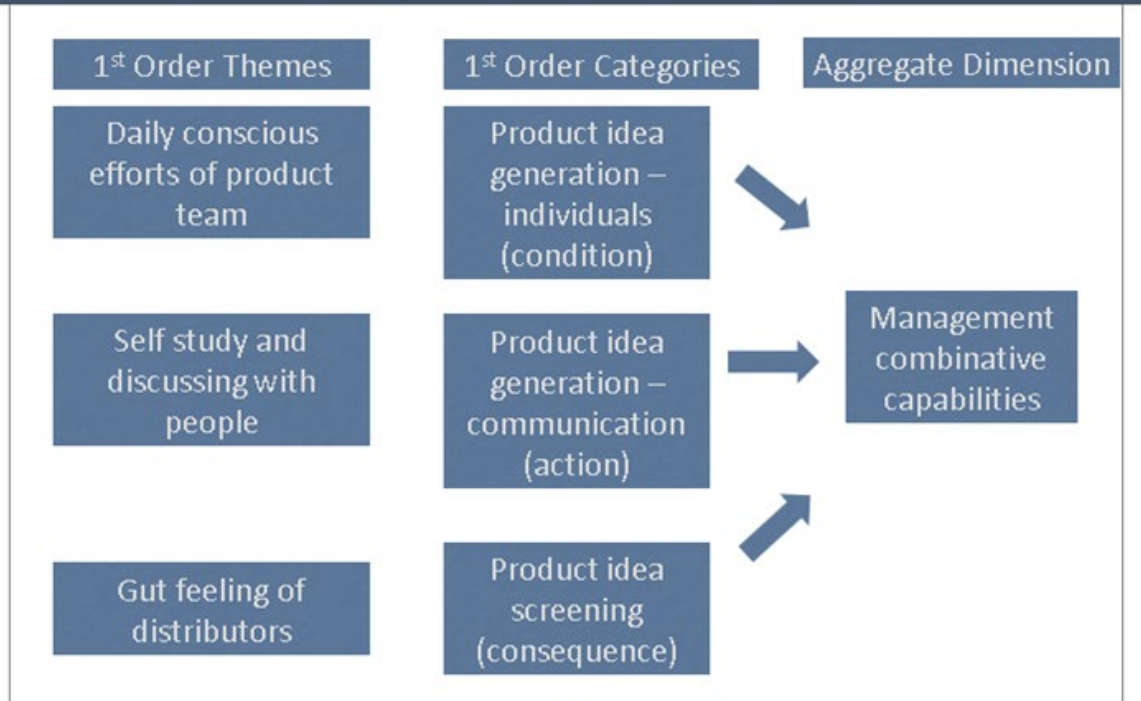 1st Order Themes
1st Order Categories
Aggregate Dimension
Daily conscious
efforts of product
team
Product idea
generation –
individuals
(condition)
Self study and
discussing with
people
Product idea
generation –
communication
(action)
Management
combinative
capabilities
Gut feeling of
distributors
Product idea
screening
(consequence)